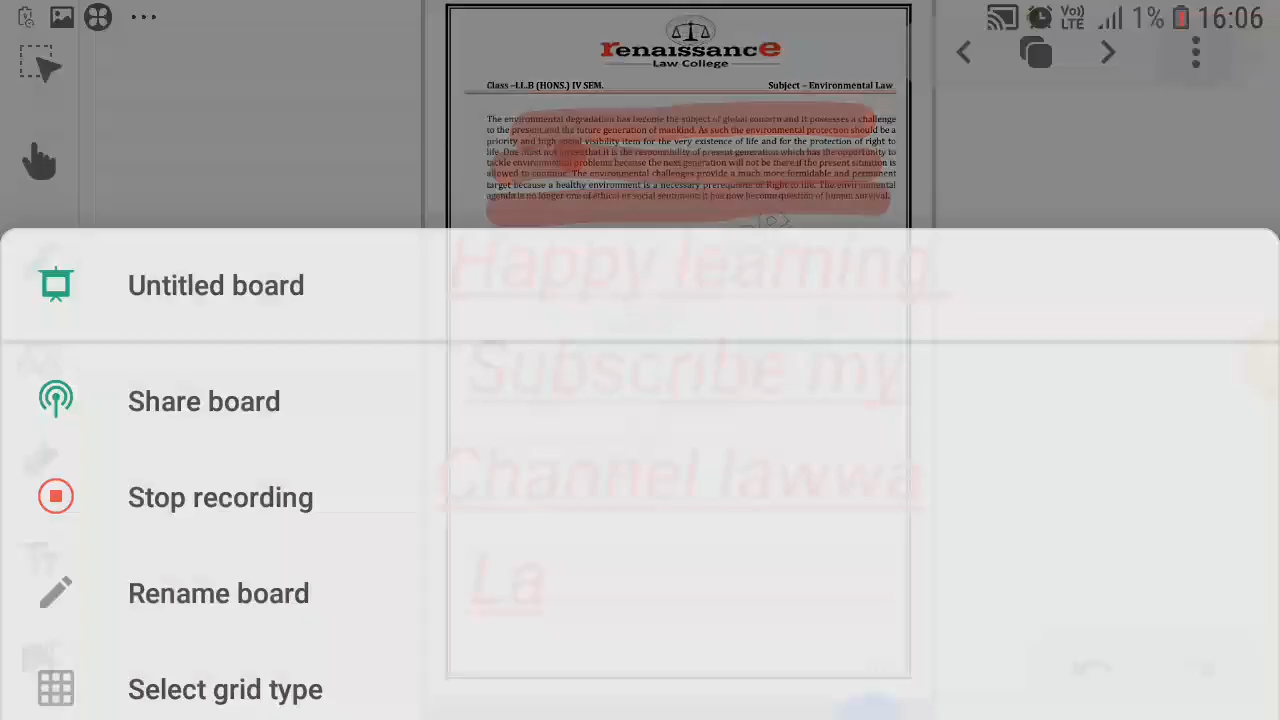 1% 16:06
Vo)) LTE
renaissance
Law College
Class –LL.B (HONS.) IV SEM. Subject – Environmental Law
The environmental degradation has become the subject of global concern and it possesses a challenge
to the present and the future generation of mankind. As such the environmental protection should be a
priority and high social visibility item for the very existence of life and for the protection of right to
life. One must not forget that it is the responsibility of present generation which has the opportunity to
tackle environmental problems because the next generation will not be there if the present situation is
allowed to continue. The environmental challenges provide a much more formidable and permanent
target because a healthy environment is a necessary prerequisite of Right to life. The environmental
agenda is no longer one of ethical or social sentiment it has now become question of human survival.
Happy learning
Subscribe my
Channel lawwa
La
Untitled board
Share board
Stop recording
Rename board
Select grid type
Tr